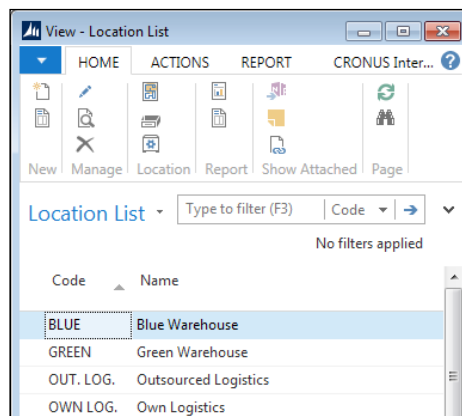 View - Location List
HOME ACTIONS REPORT CRONUS Inter... ?
New Manage Location Report Show Attached Page
Location List Type to filter (F3) Code
No filters applied
Code Name
BLUE Blue Warehouse
GREEN Green Warehouse
OUT. LOG. Outsourced Logistics
OWN LOG. Own Logistics